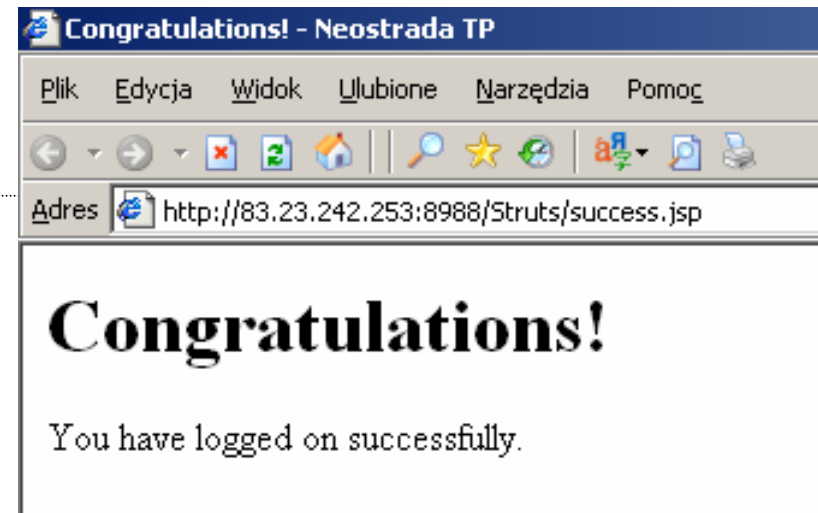 Congratulations! - Neostrada TP
Plik Edycja Widok Ulubione Narzędzia Pomoc
Adres http://83.23.242.253:8988/Struts/success.jsp
Congratulations!
You have logged on successfully.